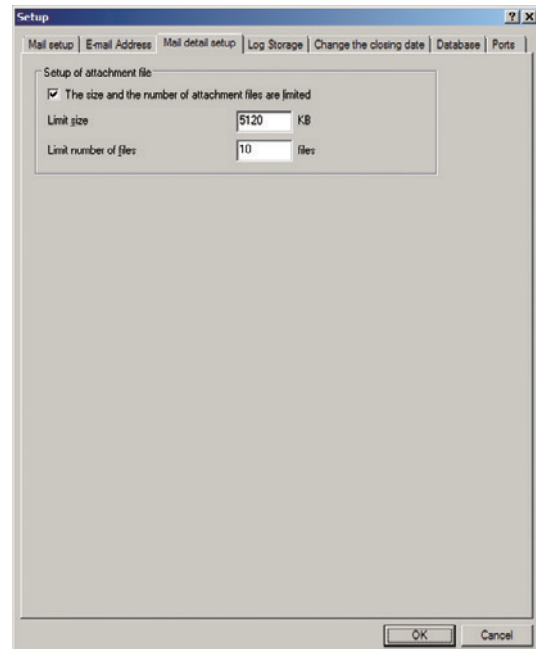 Setup
Mail setup E-mail Address Mail detail setup Log Storage Change the closing date Database Ports
Setup of attachment file
The size and the number of attachment files are limited
Limit size 5120 KB
Limit number of files 10 files
OK Cancel